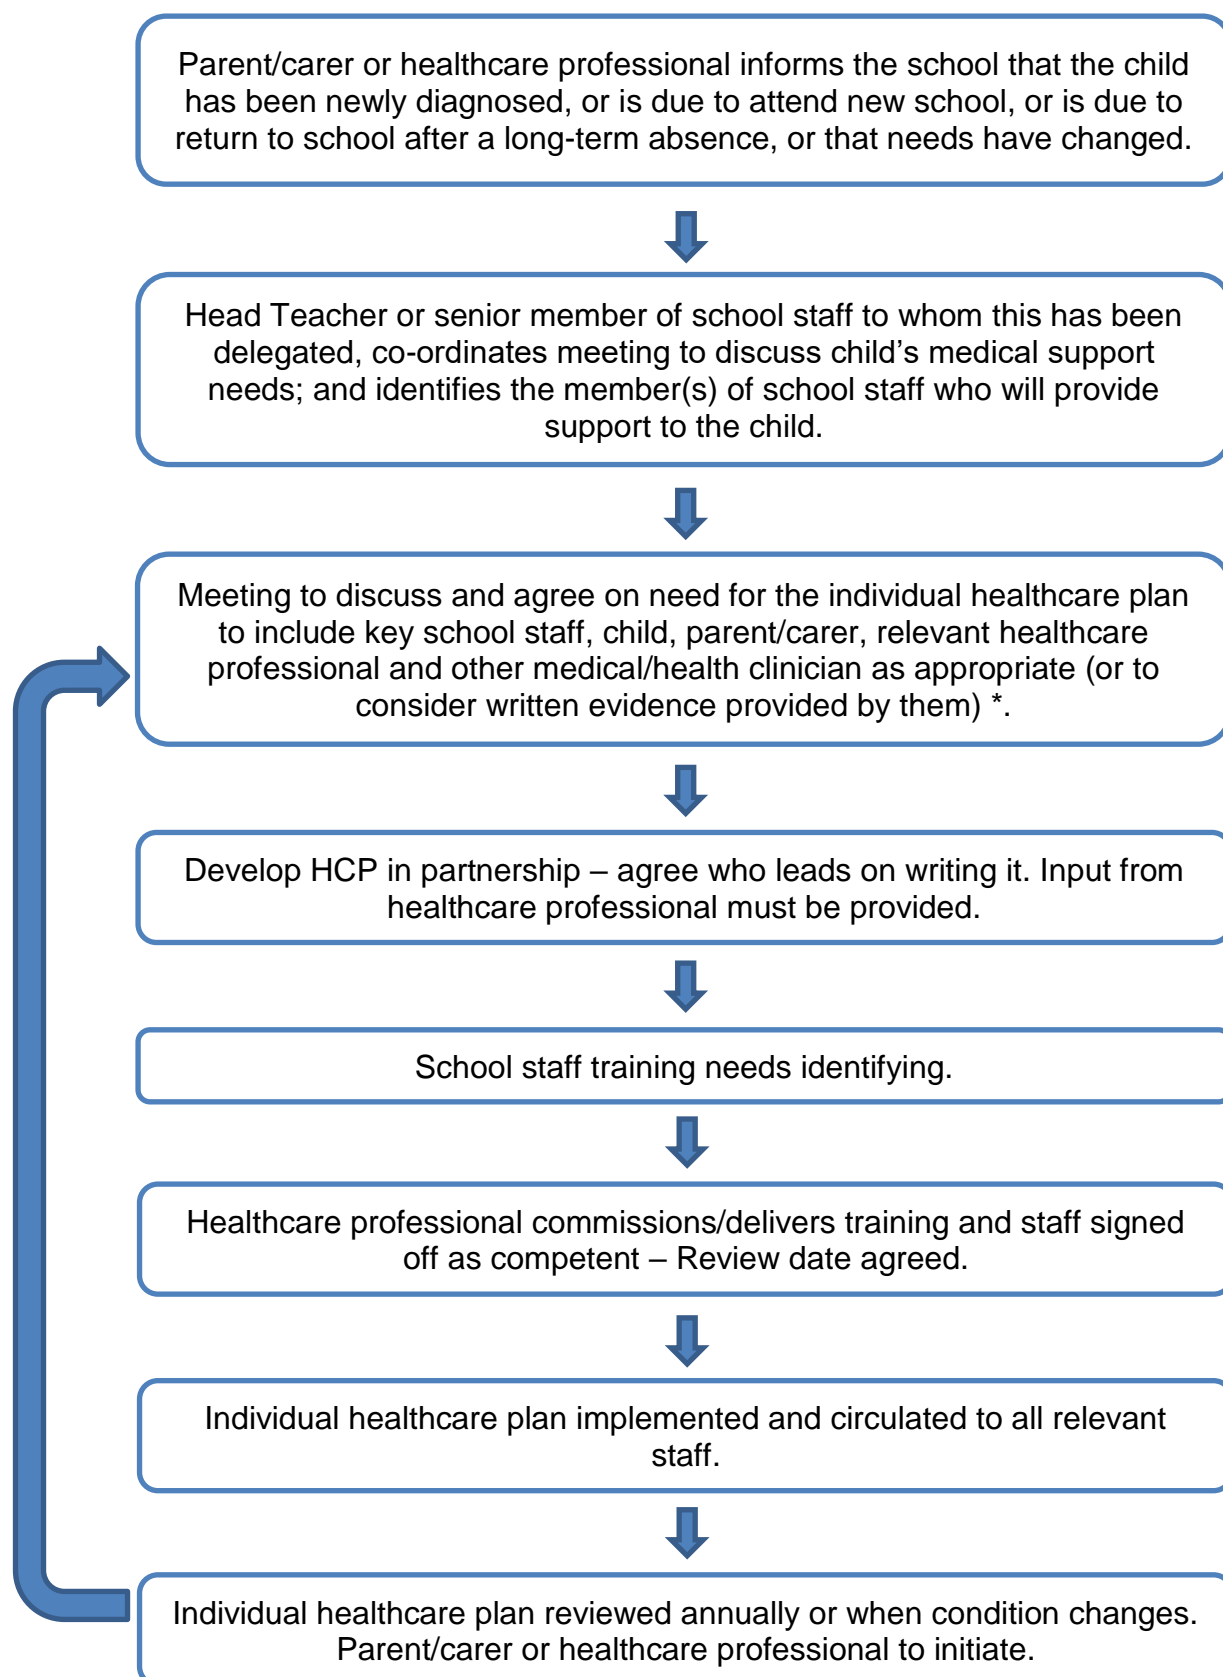 Parent/carer or healthcare professional informs the school that the child
has been newly diagnosed, or is due to attend new school, or is due to
return to school after a long-term absence, or that needs have changed.
Head Teacher or senior member of school staff to whom this has been
delegated, co-ordinates meeting to discuss child’s medical support
needs; and identifies the member(s) of school staff who will provide
support to the child.
Meeting to discuss and agree on need for the individual healthcare plan
to include key school staff, child, parent/carer, relevant healthcare
professional and other medical/health clinician as appropriate (or to
consider written evidence provided by them) *.
Develop HCP in partnership – agree who leads on writing it. Input from
healthcare professional must be provided.
School staff training needs identifying.
Healthcare professional commissions/delivers training and staff signed
off as competent – Review date agreed.
Individual healthcare plan implemented and circulated to all relevant
staff.
Individual healthcare plan reviewed annually or when condition changes.
Parent/carer or healthcare professional to initiate.